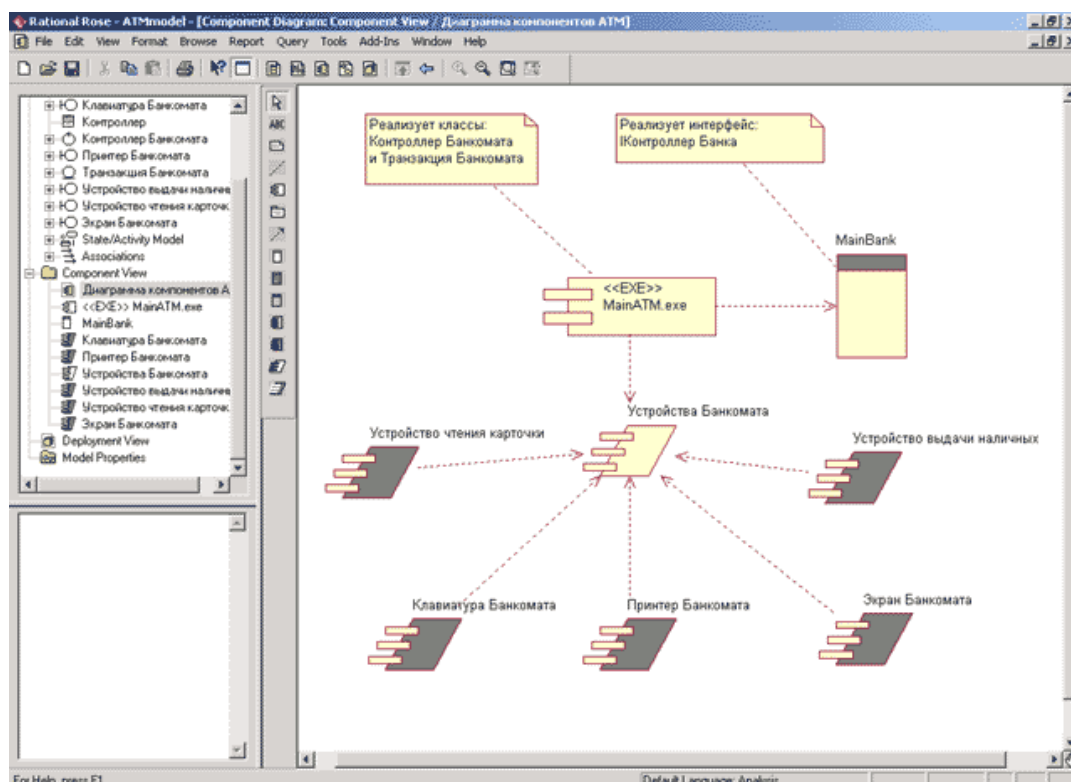 Rational Rose - ATMmodel - [Component Diagram: Component View / Диаграмма компонентов ATM]
File Edit View Format Browse Report Query Tools Add-Ins Window Help
Клавиатура Банкомата
Контроллер
Контроллер Банкомата
Принтер Банкомата
Транзакция Банкомата
Устройство выдачи наличе
Устройство чтения карточк
Экран Банкомата
State/Activity Model
Associations
Component View
Диаграмма компонентов А
<<EXE>> MainATM.exe
MainBank
Клавиатура Банкомата
Принтер Банкомата
Устройства Банкомата
Устройство выдачи наличе
Устройство чтения карточк
Экран Банкомата
Deployment View
Model Properties
ABC
Реализует классы:
Контроллер Банкомата
и Транзакция Банкомата
Реализует интерфейс:
IКонтроллер Банка
MainBank
<<EXE>>
MainATM.exe
Устройства Банкомата
Устройство чтения карточки
Устройство выдачи наличных
Клавиатура Банкомата
Принтер Банкомата
Экран Банкомата
For Help, press F1
Default Language: Analysis